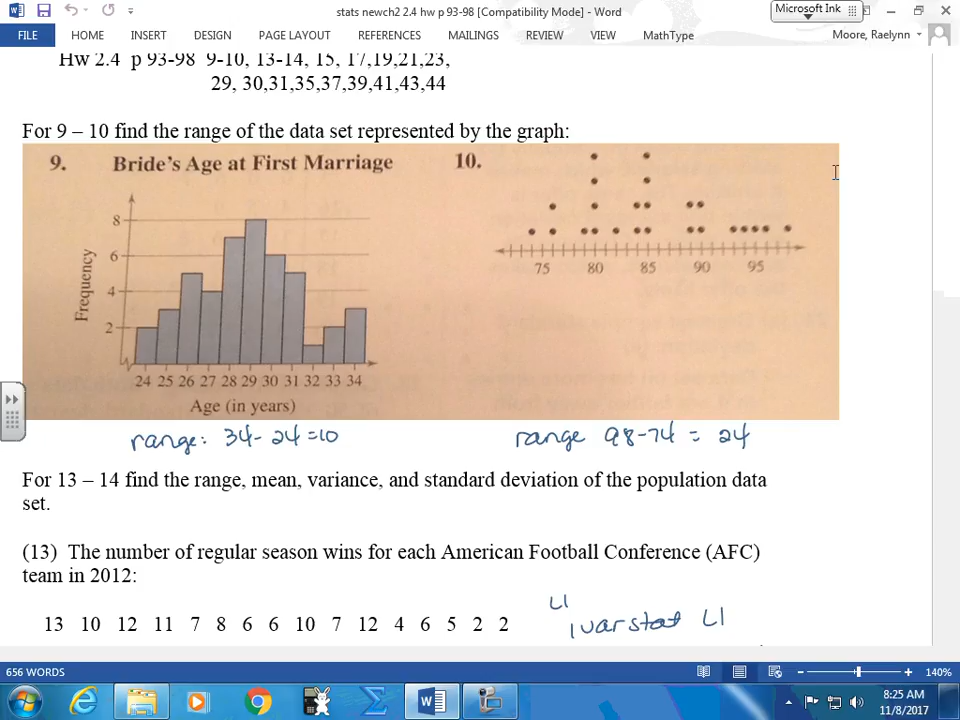 stats newch2 2.4 hw p 93-98 [Compatibility Mode] - Word
Microsoft Ink
FILE HOME INSERT DESIGN PAGE LAYOUT REFERENCES MAILINGS REVIEW VIEW MathType Moore, Raelynn
Hw 2.4 p 93-98 9-10, 13-14, 15, 17,19,21,23,
29, 30,31,35,37,39,41,43,44
For 9 – 10 find the range of the data set represented by the graph:
9. Bride's Age at First Marriage
Frequency
8
6
4
2
24 25 26 27 28 29 30 31 32 33 34
Age (in years)
10.
75 80 85 90 95
range: 34-24=10
range 98-74 = 24
For 13 – 14 find the range, mean, variance, and standard deviation of the population data
set.
(13) The number of regular season wins for each American Football Conference (AFC)
team in 2012:
L1
13 10 12 11 7 8 6 6 10 7 12 4 6 5 2 2
1 var stat L1
656 WORDS
140%
8:25 AM
11/8/2017